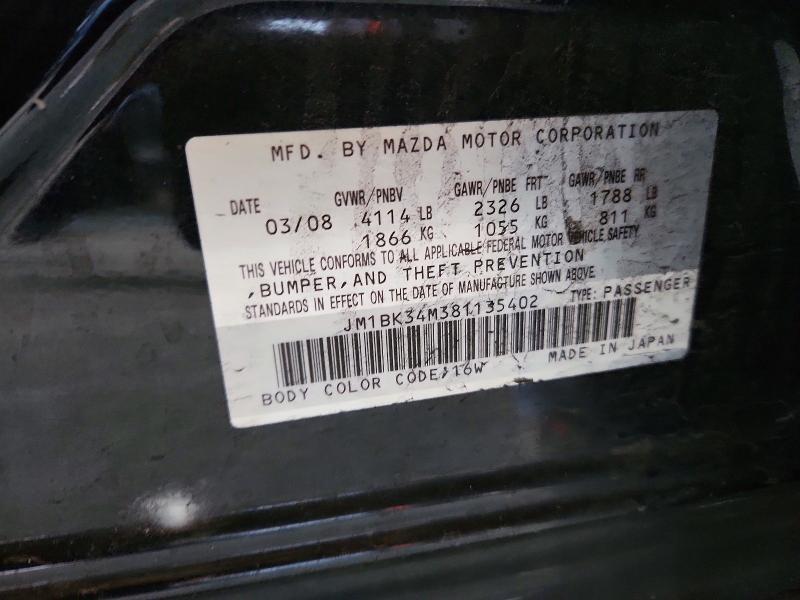 MFD. BY MAZDA MOTOR CORPORATION
DATE GVWR/PNBV GAWR/PNBE FRT GAWR/PNBE RR
03/08 4114 LB 2326 LB 1788 LB
1866 KG 1055 KG 811 KG
THIS VEHICLE CONFORMS TO ALL APPLICABLE FEDERAL MOTOR VEHICLE SAFETY
,BUMPER,AND THEFT PREVENTION
STANDARDS IN EFFECT ON THE DATE OF MANUFACTURE SHOWN ABOVE.
JM1BK34M381135402 TYPE: PASSENGER
BODY COLOR CODE:16W MADE IN JAPAN